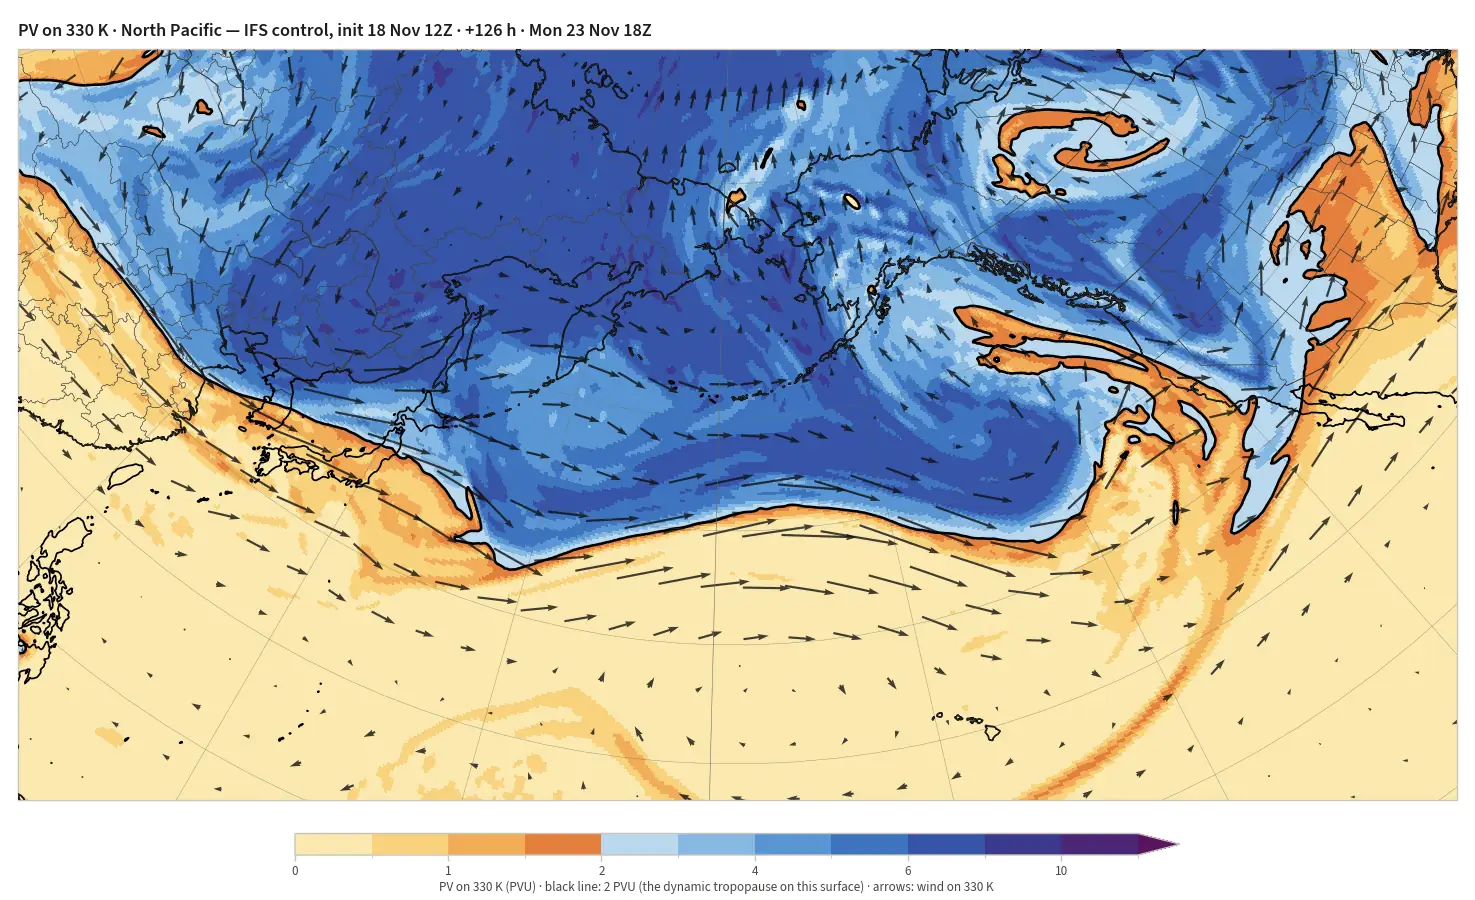 PV on 330 K · North Pacific — IFS control, init 18 Nov 12Z · +126 h · Mon 23 Nov 18Z
0 1 2 4 6 10
PV on 330 K (PVU) · black line: 2 PVU (the dynamic tropopause on this surface) · arrows: wind on 330 K